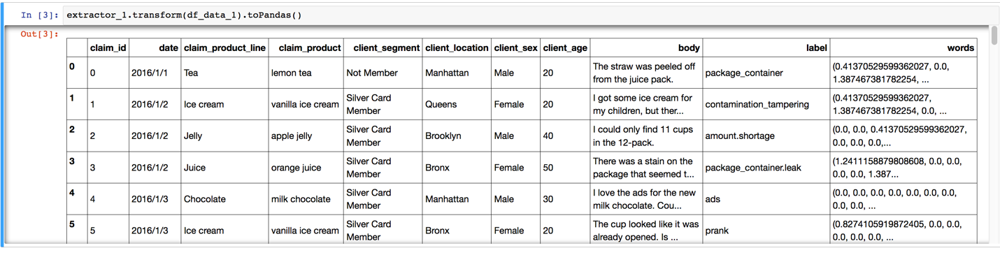 In [3]: extractor_1.transform(df_data_1).toPandas()
Out[3]:
claim_id date claim_product_line claim_product client_segment client_location client_sex client_age body label words
0 0 2016/1/1 Tea lemon tea Not Member Manhattan Male 20 The straw was peeled off package_container (0.41370529599362027, 0.0,
from the juice pack. 1.387467381782254, ...
1 1 2016/1/2 Ice cream vanilla ice cream Silver Card Queens Female 20 I got some ice cream for contamination_tampering (0.41370529599362027,
Member my children, but ther... 1.387467381782254, 0.0, ...
2 2 2016/1/2 Jelly apple jelly Silver Card Brooklyn Male 40 I could only find 11 cups amount.shortage (0.0, 0.0, 0.41370529599362027,
Member in the 12-pack. 0.0, 0.0, 0.0,...
3 3 2016/1/2 Juice orange juice Silver Card Bronx Female 50 There was a stain on the package_container.leak (1.2411158879808608, 0.0, 0.0,
Member package that seemed t... 0.0, 0.0, 1.387...
4 4 2016/1/3 Chocolate milk chocolate Silver Card Manhattan Male 30 I love the ads for the new ads (0.0, 0.0, 0.0, 0.0, 0.0, 0.0, 0.0,
Member milk chocolate. Cou... 0.0, 0.0, ...
5 5 2016/1/3 Ice cream vanilla ice cream Silver Card Bronx Female 20 The cup looked like it was prank (0.8274105919872405, 0.0, 0.0,
Member already opened. Is ... 0.0, 0.0, 0.0, ...